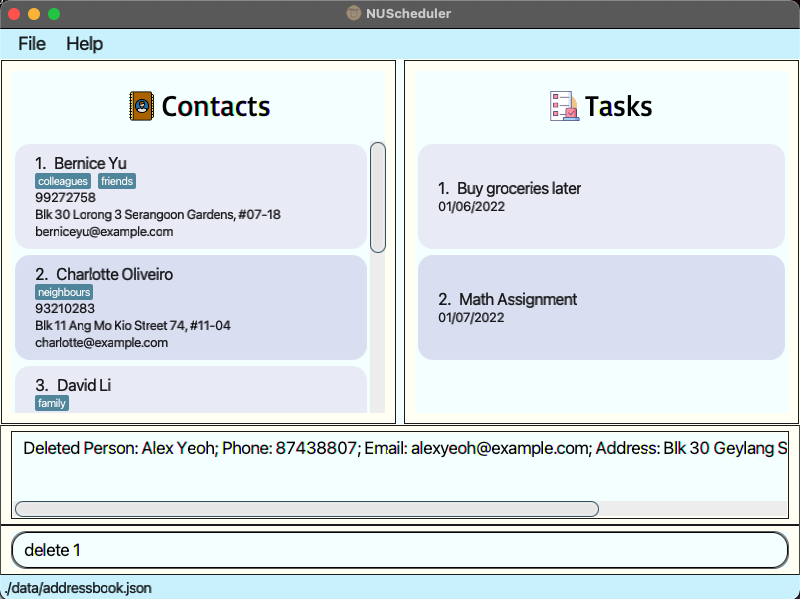 NUScheduler
File Help
Contacts
1. Bernice Yu
colleagues friends
99272758
Blk 30 Lorong 3 Serangoon Gardens, #07-18
berniceyu@example.com
2. Charlotte Oliveiro
neighbours
93210283
Blk 11 Ang Mo Kio Street 74, #11-04
charlotte@example.com
3. David Li
family
Tasks
1. Buy groceries later
01/06/2022
2. Math Assignment
01/07/2022
Deleted Person: Alex Yeoh; Phone: 87438807; Email: alexyeoh@example.com; Address: Blk 30 Geylang S
delete 1
./data/addressbook.json